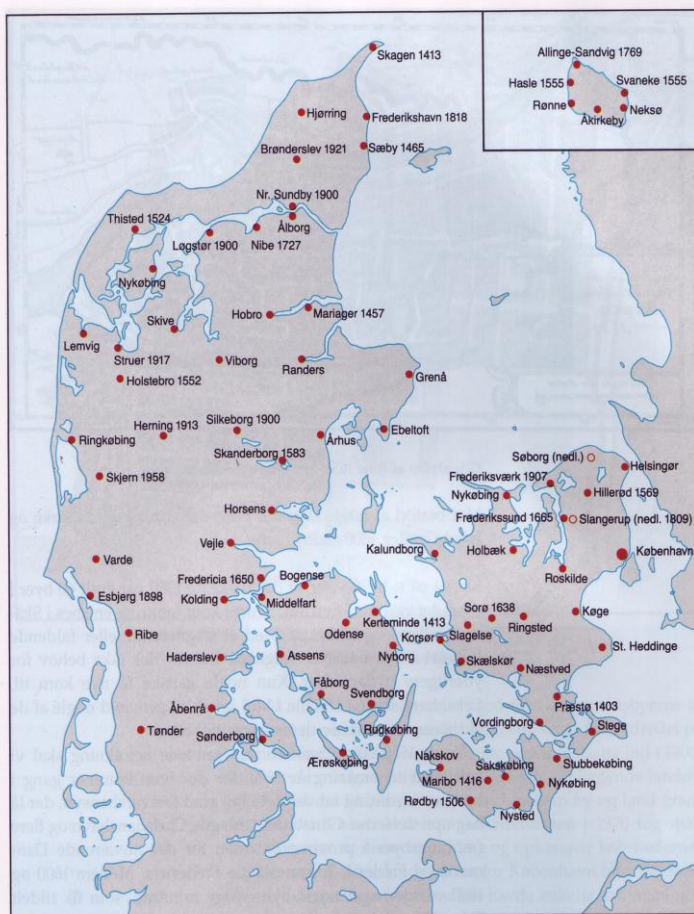 Skagen 1413
Allinge-Sandvig 1769
Hasle 1555
Svaneke 1555
Rønne
Neksø
Åkirkeby
Hjørring
Frederikshavn 1818
Sæby 1465
Brønderslev 1921
Nr. Sundby 1900
Ålborg
Thisted 1524
Løgstør 1900
Nibe 1727
Nykøbing
Hobro
Mariager 1457
Skive
Lemvig
Struer 1917
Viborg
Randers
Holstebro 1552
Grenå
Silkeborg 1900
Herning 1913
Ringkøbing
Århus
Ebeltoft
Skanderborg 1583
Skjern 1958
Søborg (nedl.)
Helsingør
Frederiksværk 1907
Nykøbing
Hillerød 1569
Horsens
Frederikssund 1665
Slangerup (nedl. 1809)
Vejle
Kalundborg
Holbæk
København
Varde
Roskilde
Fredericia 1650
Bogense
Esbjerg 1898
Kolding
Middelfart
Sorø 1638
Køge
Kerteminde 1413
Ribe
Odense
Korsør
Slagelse
Ringsted
St. Heddinge
Haderslev
Assens
Nyborg
Skælskør
Næstved
Fåborg
Svendborg
Præstø 1403
Åbenrå
Vordingborg
Stege
Tønder
Sønderborg
Rudkøbing
Ærøskøbing
Nakskov
Sakskøbing
Stubbekøbing
Maribo 1416
Nykøbing
Rødby 1506
Nysted